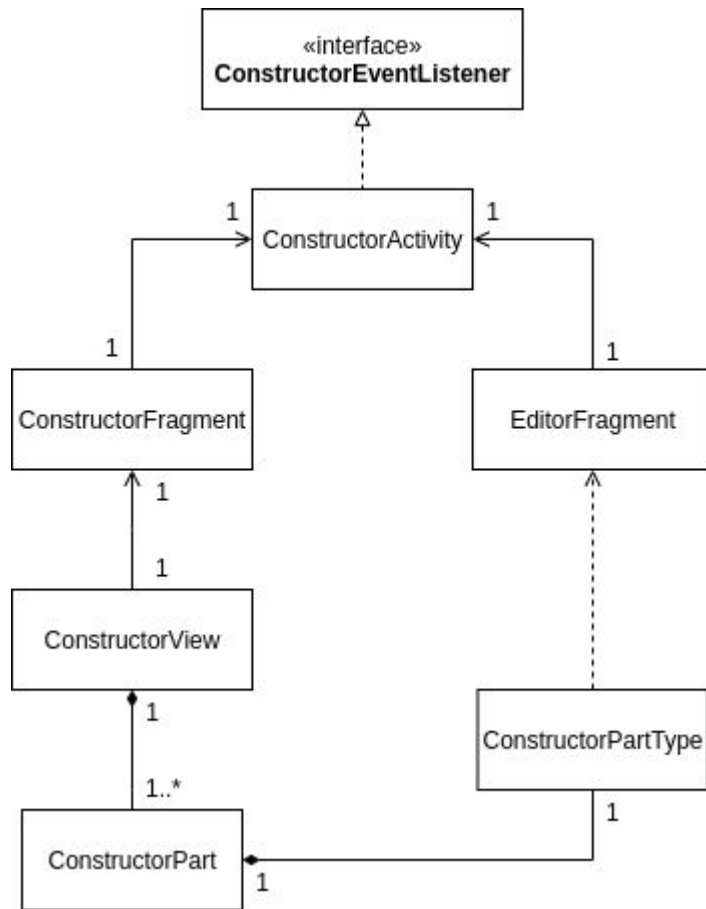 «interface»
ConstructorEventListener
1
1
ConstructorActivity
1
1
ConstructorFragment
EditorFragment
1
1
ConstructorView
1
ConstructorPartType
1..*
1
ConstructorPart
1